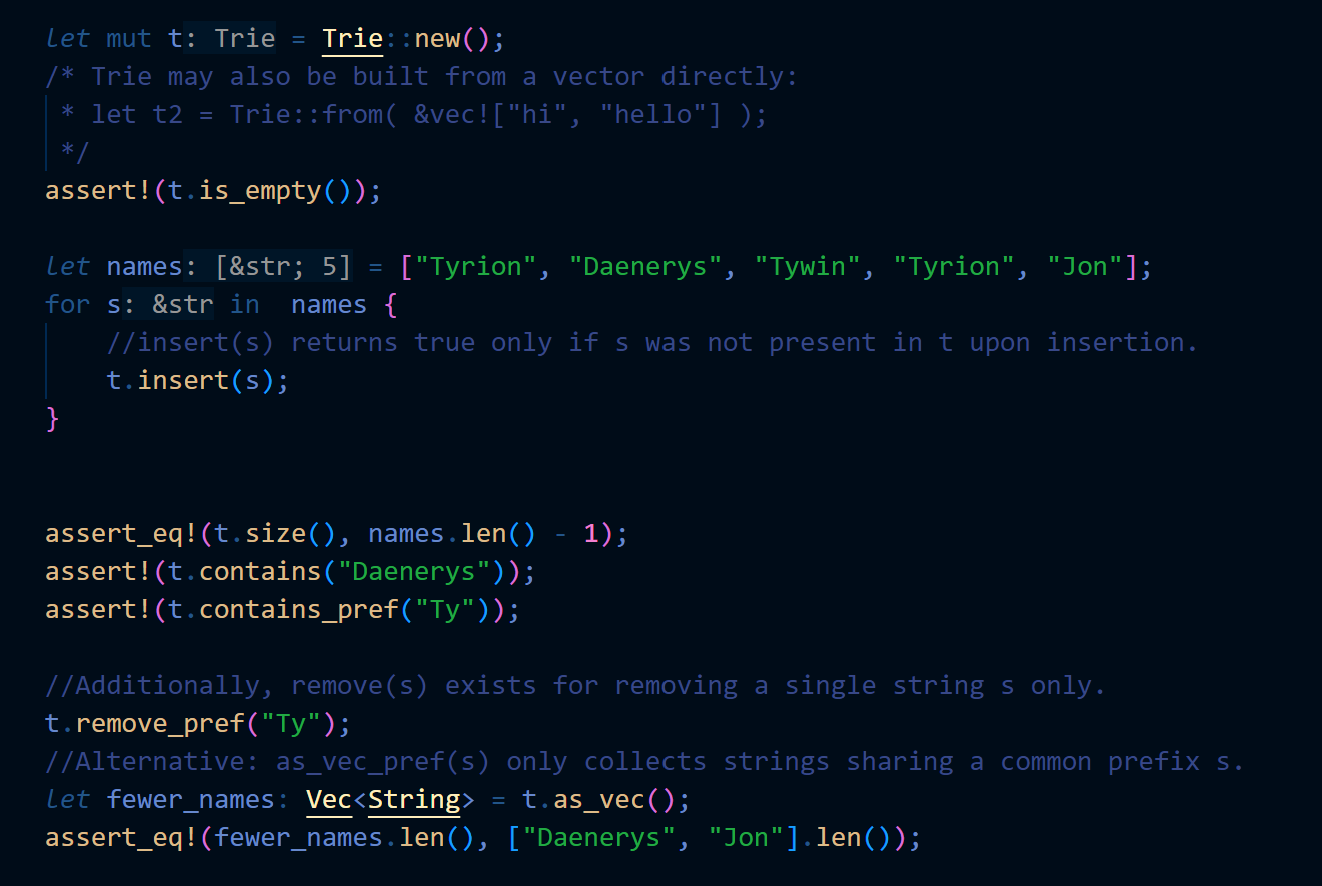 let mut t: Trie = Trie::new();
/* Trie may also be built from a vector directly:
 * let t2 = Trie::from( &vec!["hi", "hello"] );
 */
assert!(t.is_empty());

let names: [&str; 5] = ["Tyrion", "Daenerys", "Tywin", "Tyrion", "Jon"];
for s: &str in  names {
    //insert(s) returns true only if s was not present in t upon insertion.
    t.insert(s);
}

assert_eq!(t.size(), names.len() - 1);
assert!(t.contains("Daenerys"));
assert!(t.contains_pref("Ty"));

//Additionally, remove(s) exists for removing a single string s only.
t.remove_pref("Ty");
//Alternative: as_vec_pref(s) only collects strings sharing a common prefix s.
let fewer_names: Vec<String> = t.as_vec();
assert_eq!(fewer_names.len(), ["Daenerys", "Jon"].len());